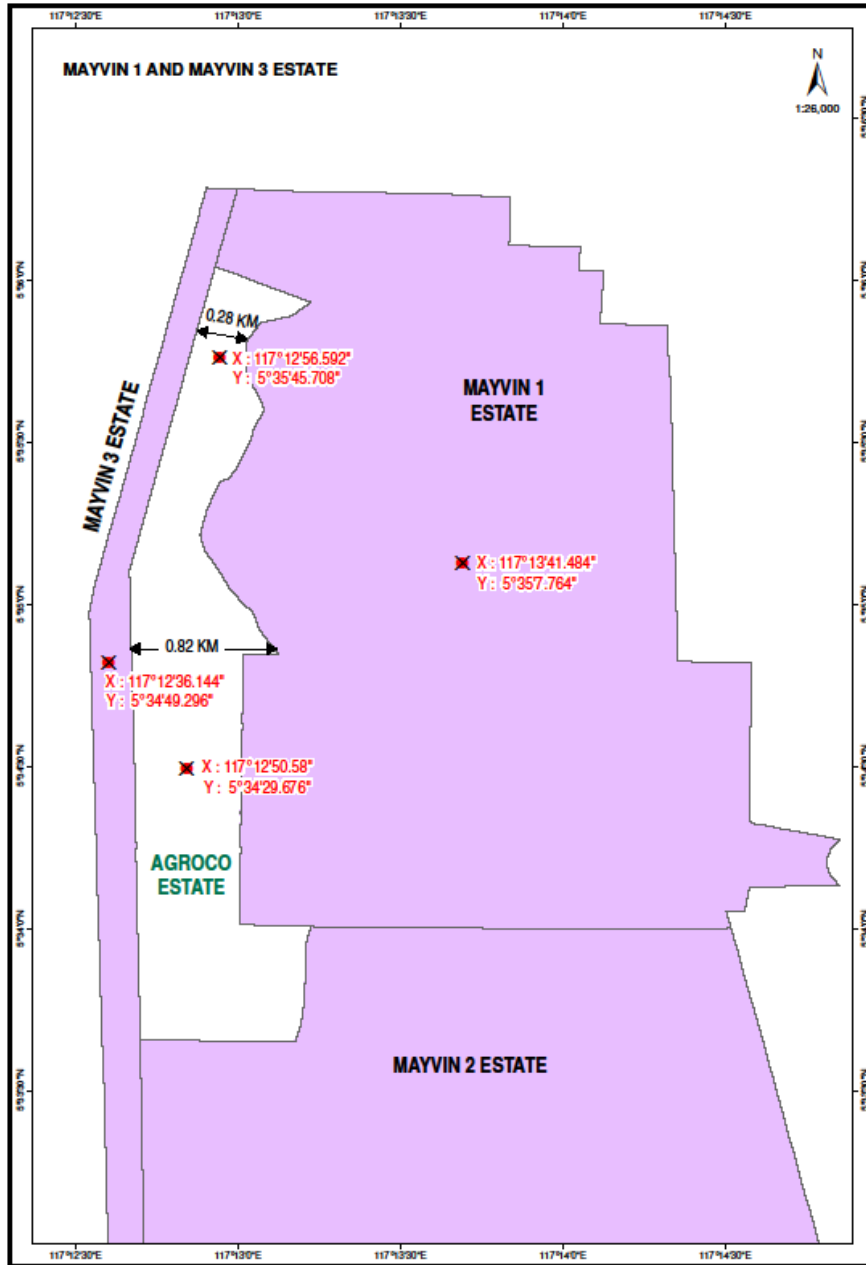 117°12'30"E 117°13'0"E 117°13'30"E 117°14'0"E 117°14'30"E
MAYVIN 1 AND MAYVIN 3 ESTATE
N
1:26,000
0.28 KM
X : 117°12'56.592"
Y : 5°35'45.708"
MAYVIN 1
ESTATE
MAYVIN 3 ESTATE
X : 117°13'41.484"
Y : 5°357.764"
0.82 KM
X : 117°12'36.144"
Y : 5°34'49.296"
X : 117°12'50.58"
Y : 5°34'29.676"
AGROCO
ESTATE
MAYVIN 2 ESTATE
117°12'30"E 117°13'0"E 117°13'30"E 117°14'0"E 117°14'30"E